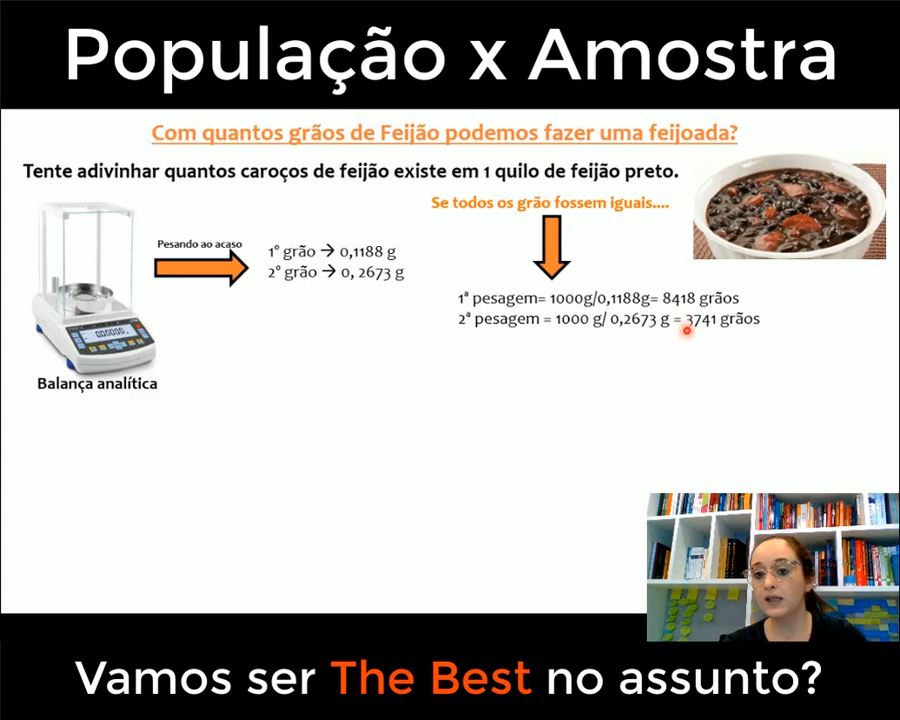 População x Amostra
Com quantos grãos de Feijão podemos fazer uma feijoada?
Tente adivinhar quantos caroços de feijão existe em 1 quilo de feijão preto.
Se todos os grão fossem iguais....
Pesando ao acaso
1º grão → 0,1188 g
2º grão → 0, 2673 g
1ª pesagem= 1000g/0,1188g= 8418 grãos
2ª pesagem = 1000 g/ 0,2673 g = 3741 grãos
Balança analítica
Vamos ser The Best no assunto?